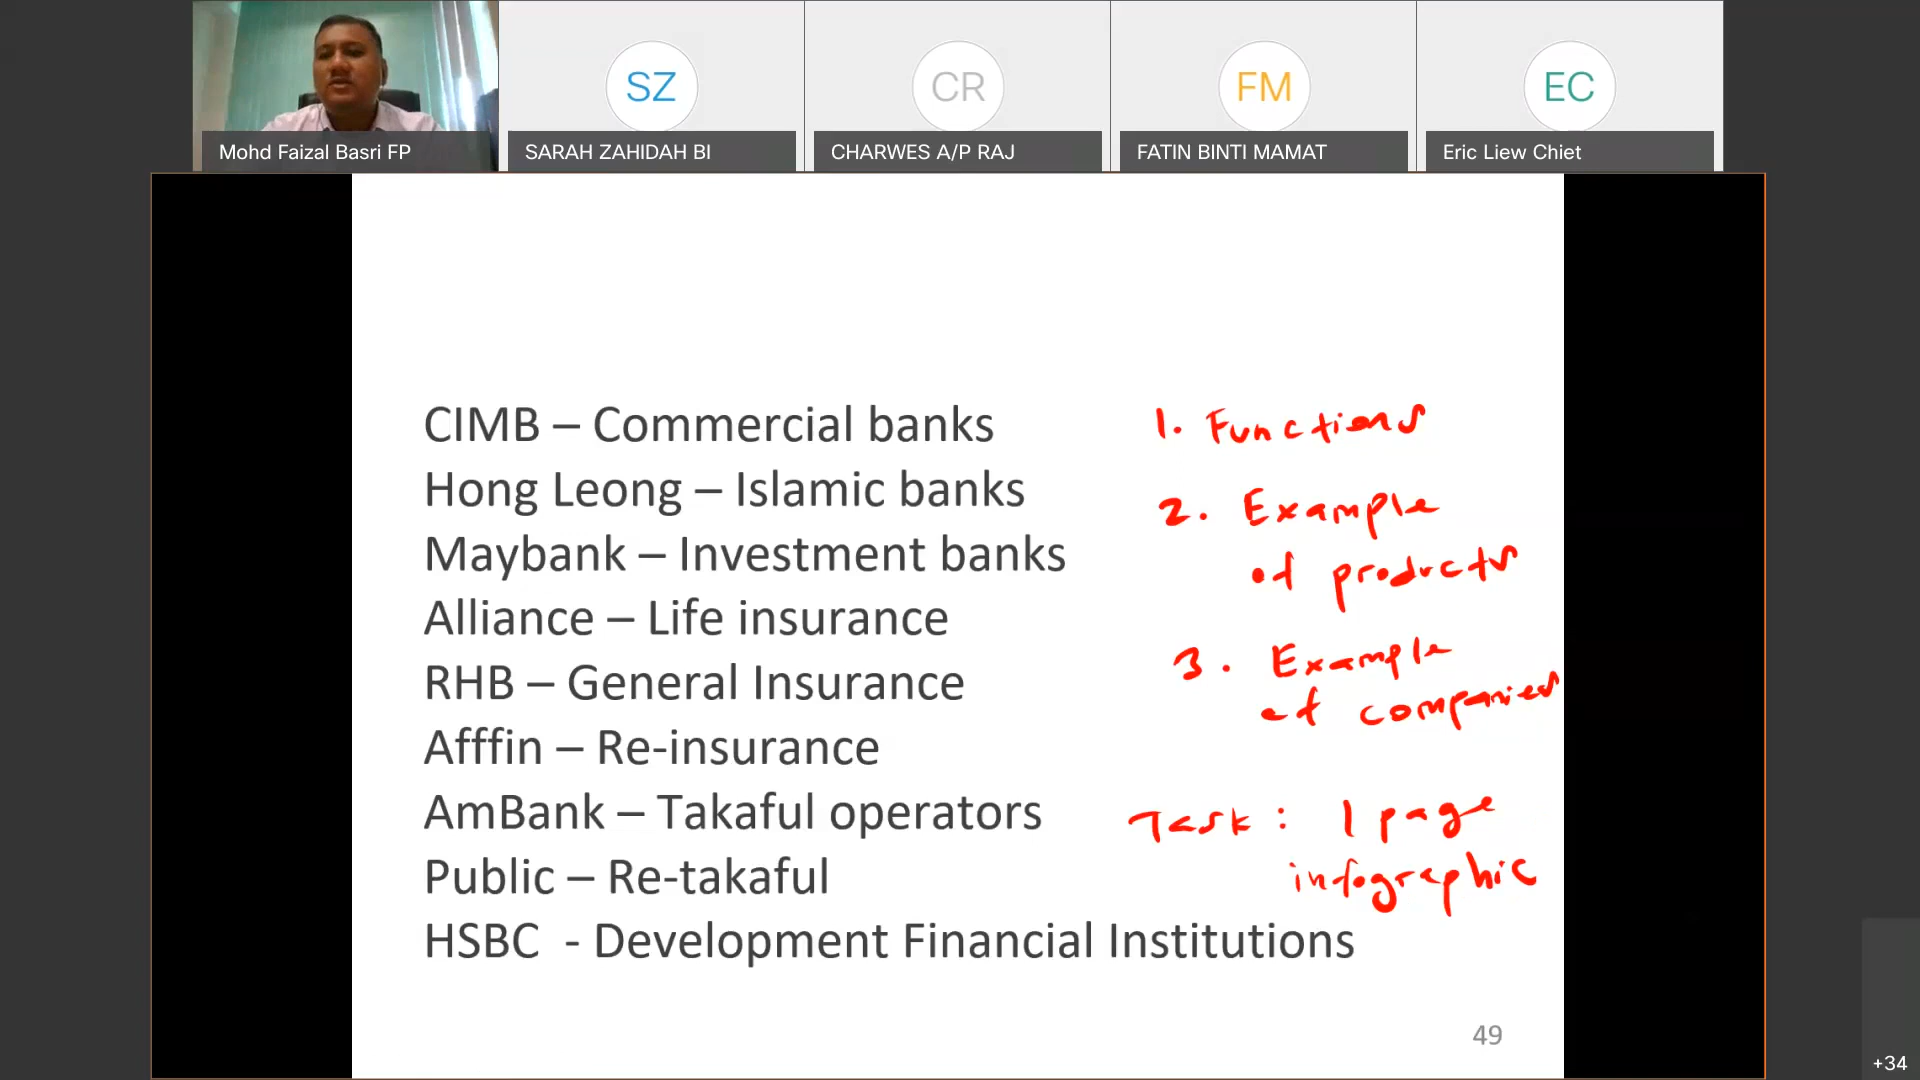 SZ
CR
FM
EC
Mohd Faizal Basri FP
SARAH ZAHIDAH BI
CHARWES A/P RAJ
FATIN BINTI MAMAT
Eric Liew Chiet
CIMB – Commercial banks
Hong Leong – Islamic banks
Maybank – Investment banks
Alliance – Life insurance
RHB – General Insurance
Afffin – Re-insurance
AmBank – Takaful operators
Public – Re-takaful
HSBC - Development Financial Institutions
1. Functions
2. Example
of products
3. Example
of companies
Task : 1 page
infographic
49
+34